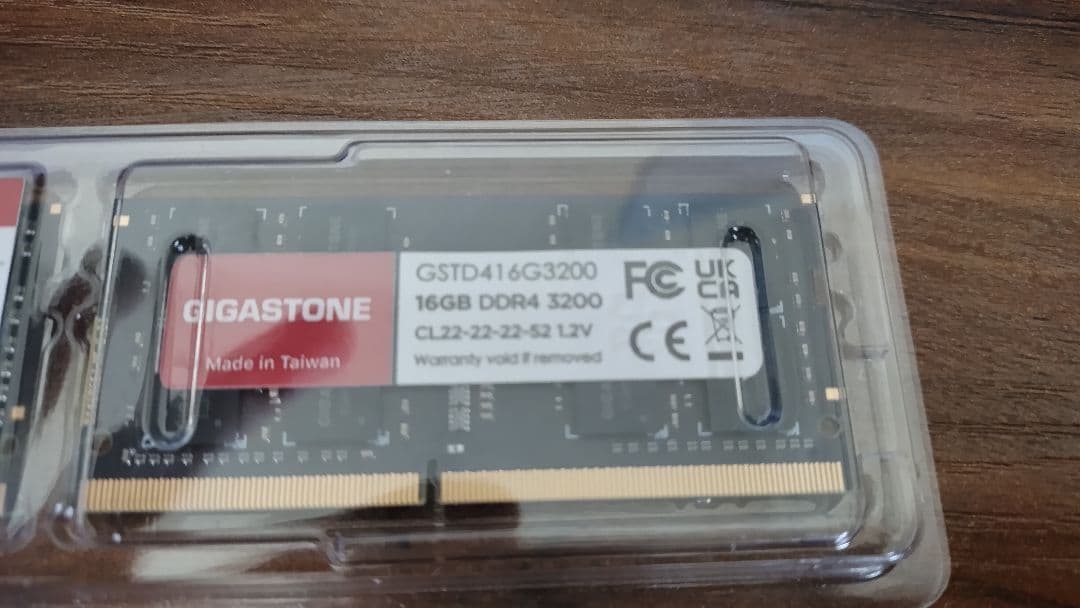 GIGASTONE
Made in Taiwan
GSTD416G3200
16GB DDR4 3200
CL22-22-22-52 1.2V
Warranty void if removed
FC
UK
CA
CE